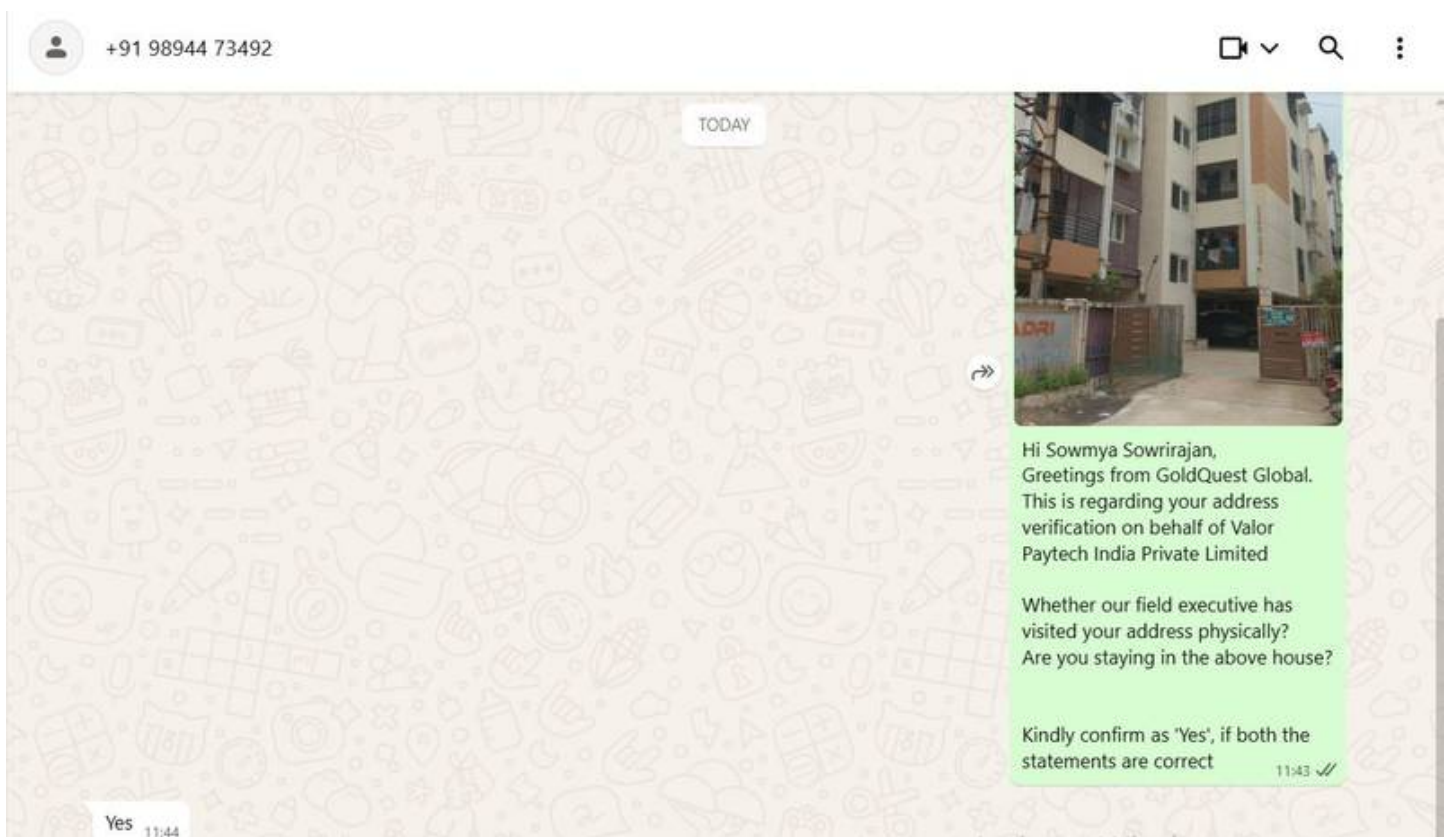 +91 98944 73492
TODAY
ADRI
Hi Sowmya Sowrirajan,
Greetings from GoldQuest Global.
This is regarding your address
verification on behalf of Valor
Paytech India Private Limited
Whether our field executive has
visited your address physically?
Are you staying in the above house?
Kindly confirm as 'Yes', if both the
statements are correct
11:43
Yes
11:44